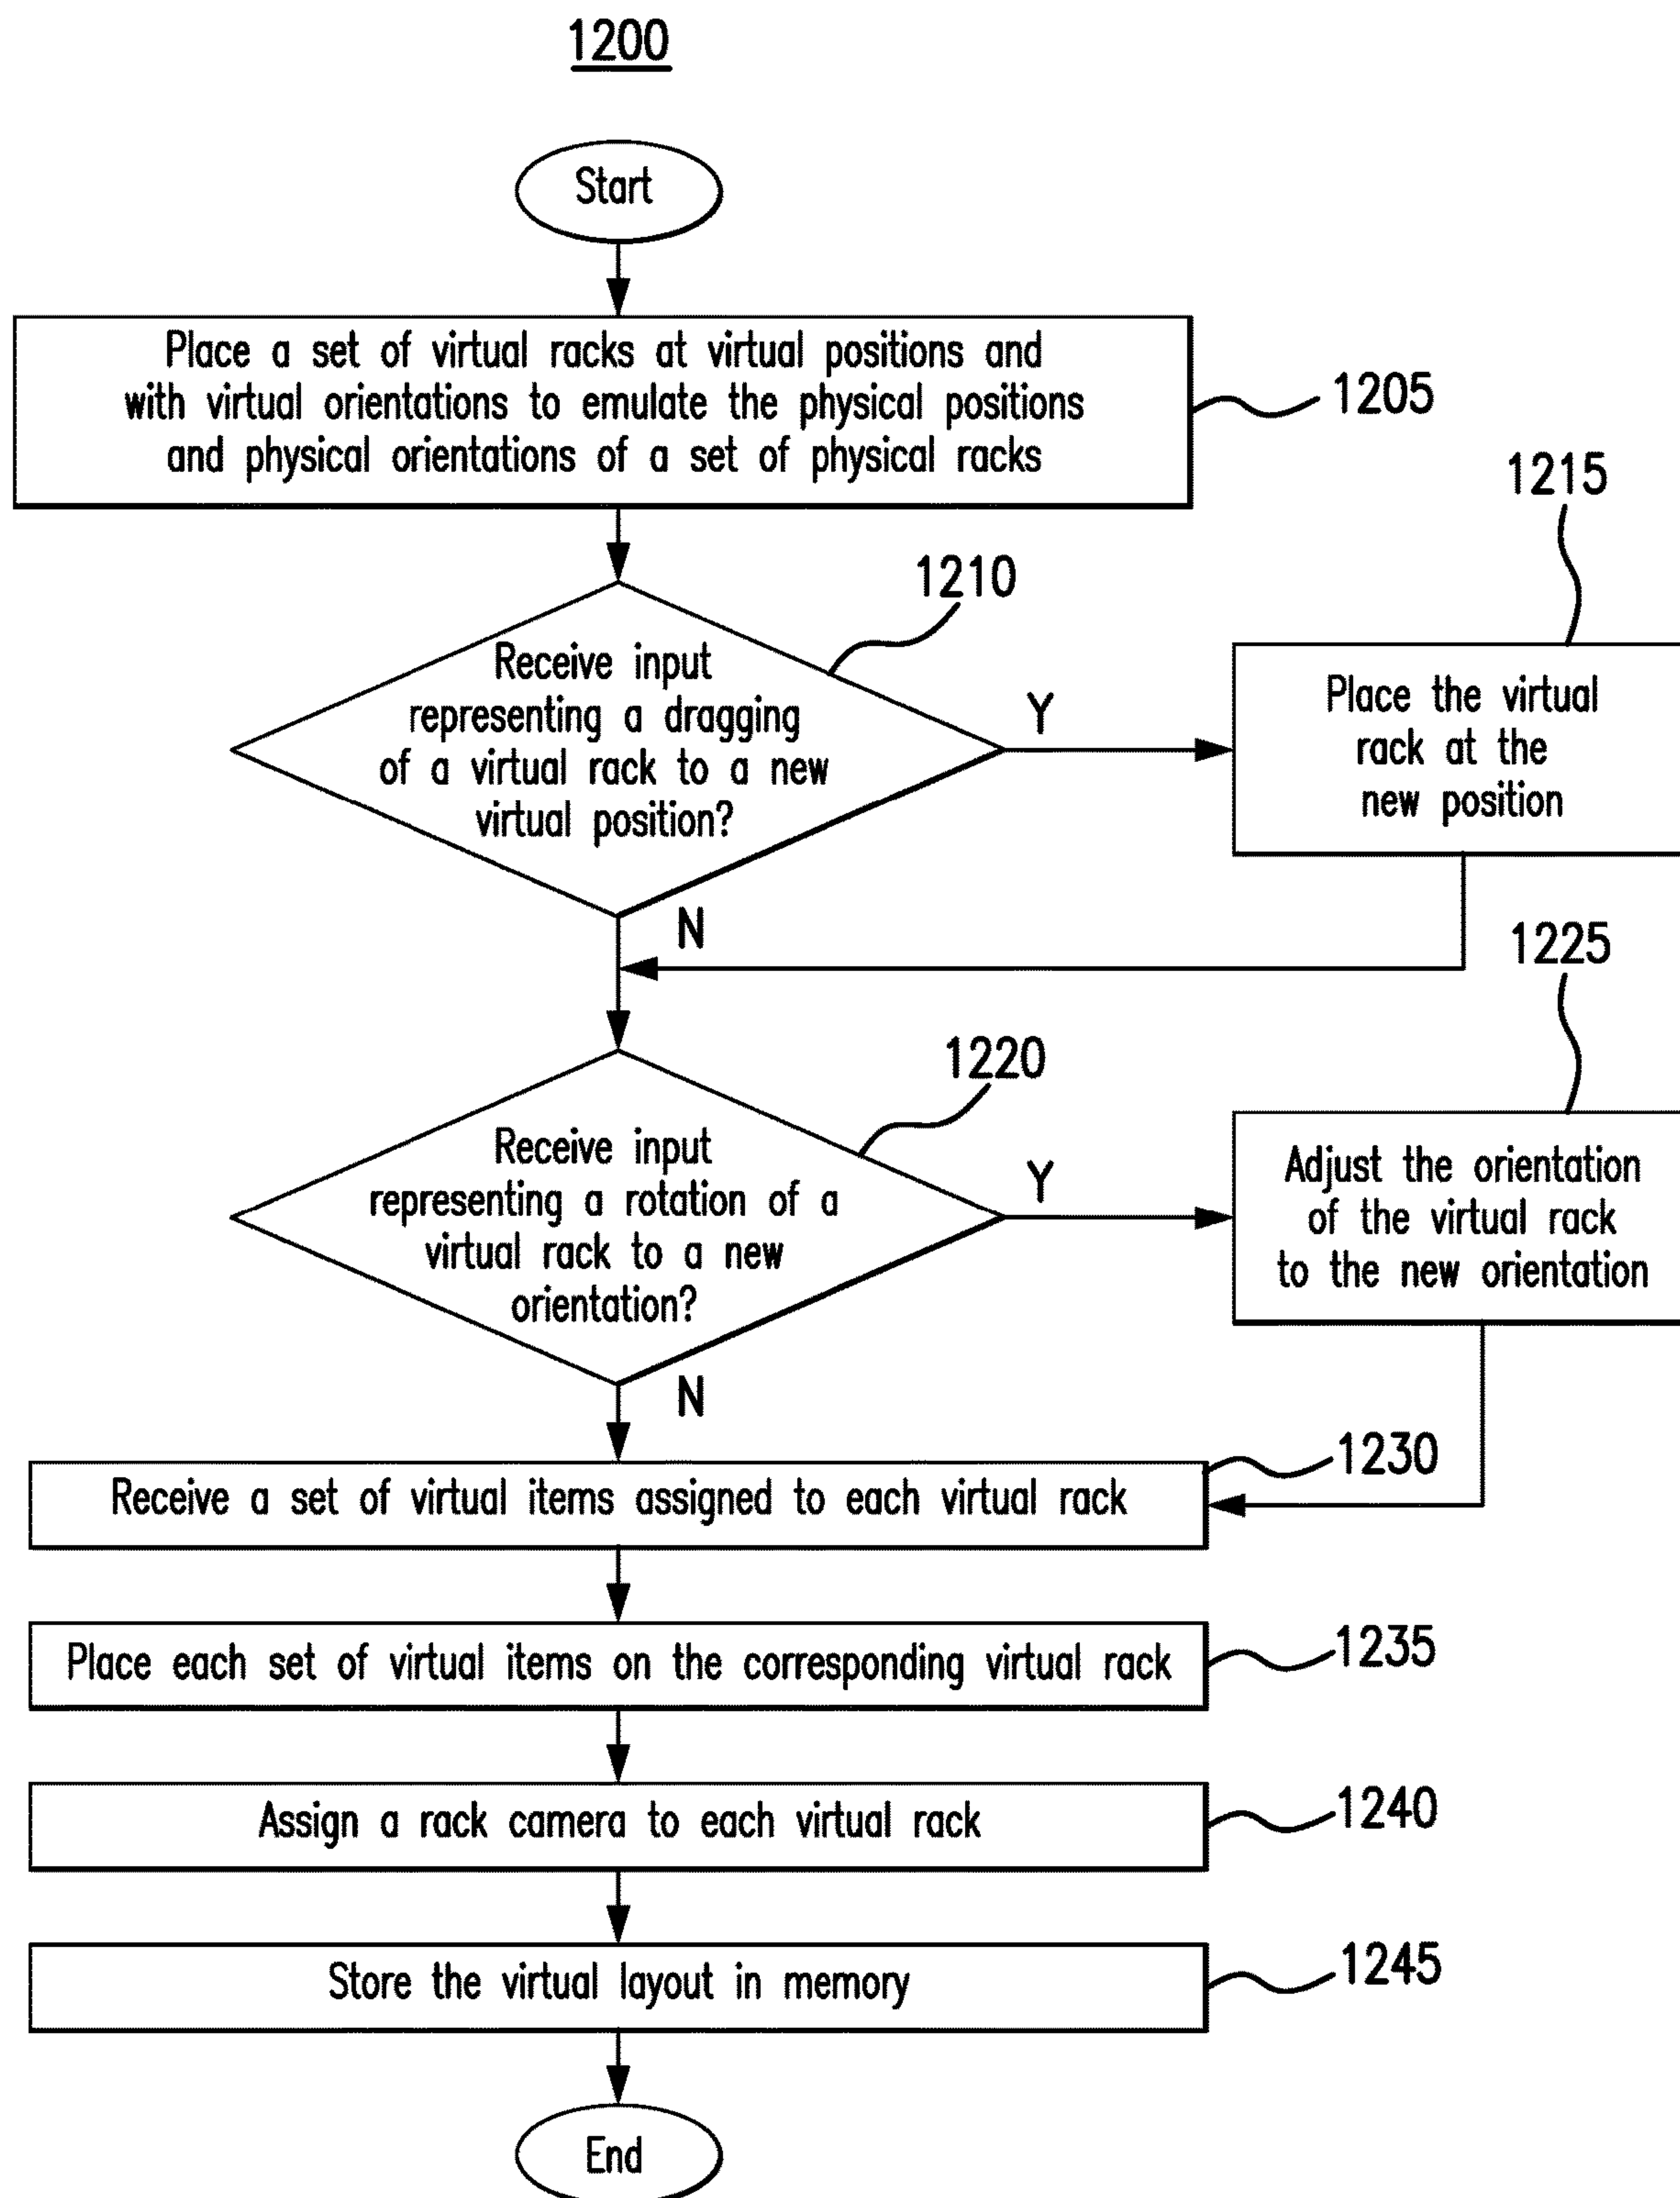 1200
Start
Place a set of virtual racks at virtual positions and
with virtual orientations to emulate the physical positions
and physical orientations of a set of physical racks
1205
1210
Receive input
representing a dragging
of a virtual rack to a new
virtual position?
Y
N
1215
Place the virtual
rack at the
new position
1220
Receive input
representing a rotation of a
virtual rack to a new
orientation?
Y
N
1225
Adjust the orientation
of the virtual rack
to the new orientation
Receive a set of virtual items assigned to each virtual rack
1230
Place each set of virtual items on the corresponding virtual rack
1235
Assign a rack camera to each virtual rack
1240
Store the virtual layout in memory
1245
End